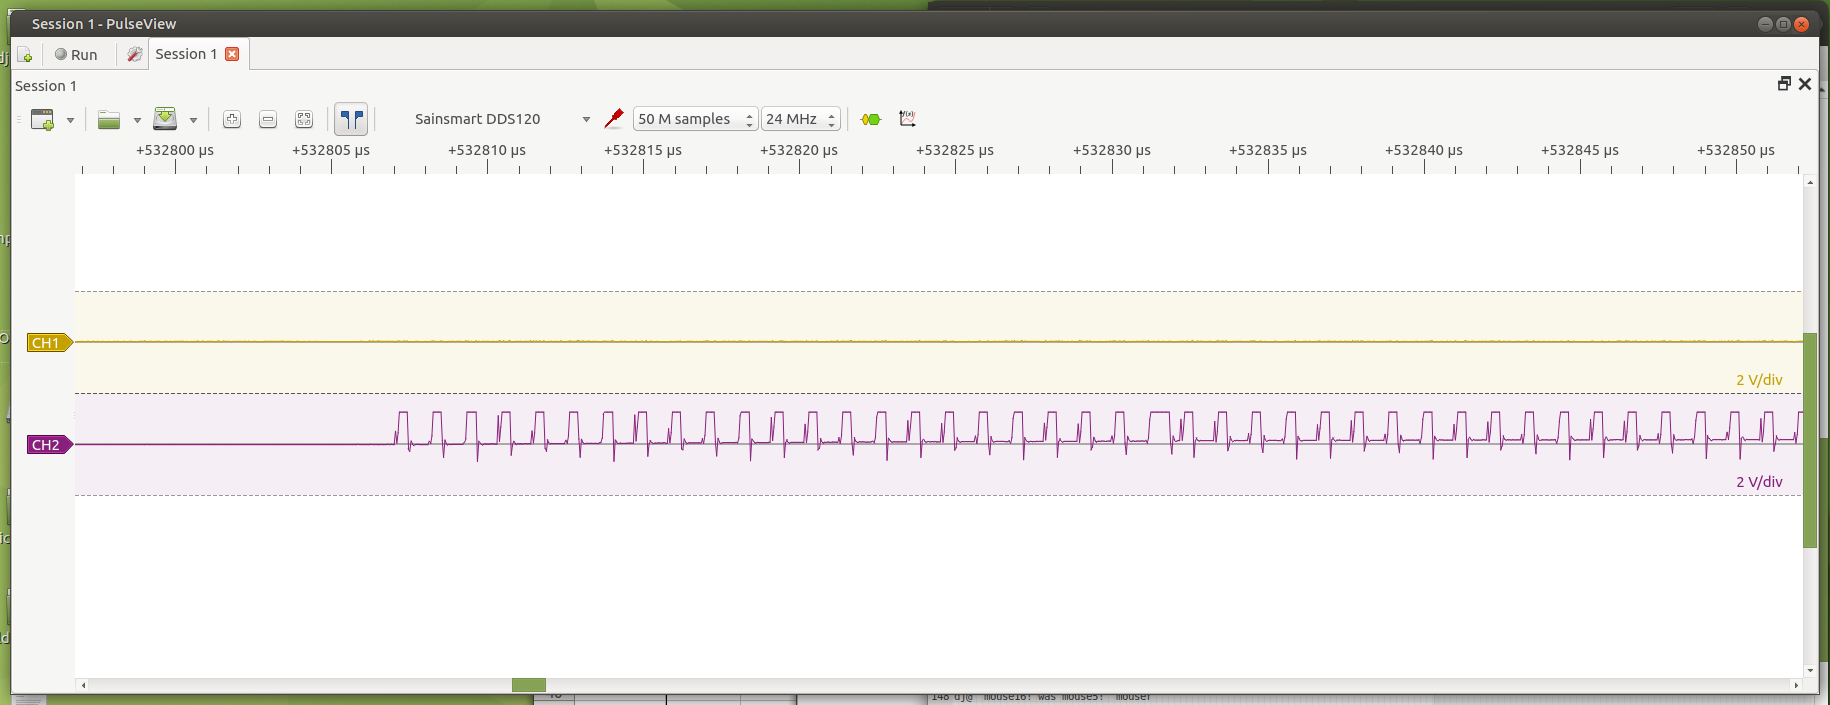 Session 1 - PulseView
Run
Session 1
Session 1
Sainsmart DDS120
50 M samples
24 MHz
+532800 µs
+532805 µs
+532810 µs
+532815 µs
+532820 µs
+532825 µs
+532830 µs
+532835 µs
+532840 µs
+532845 µs
+532850 µs
CH1
2 V/div
CH2
2 V/div